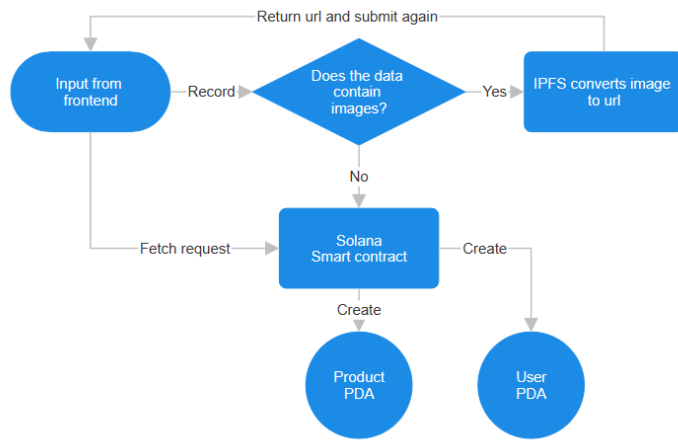 Return url and submit again
Input from
frontend
Record
Does the data
contain
images?
Yes
IPFS converts image
to url
No
Fetch request
Solana
Smart contract
Create
Create
Product
PDA
User
PDA